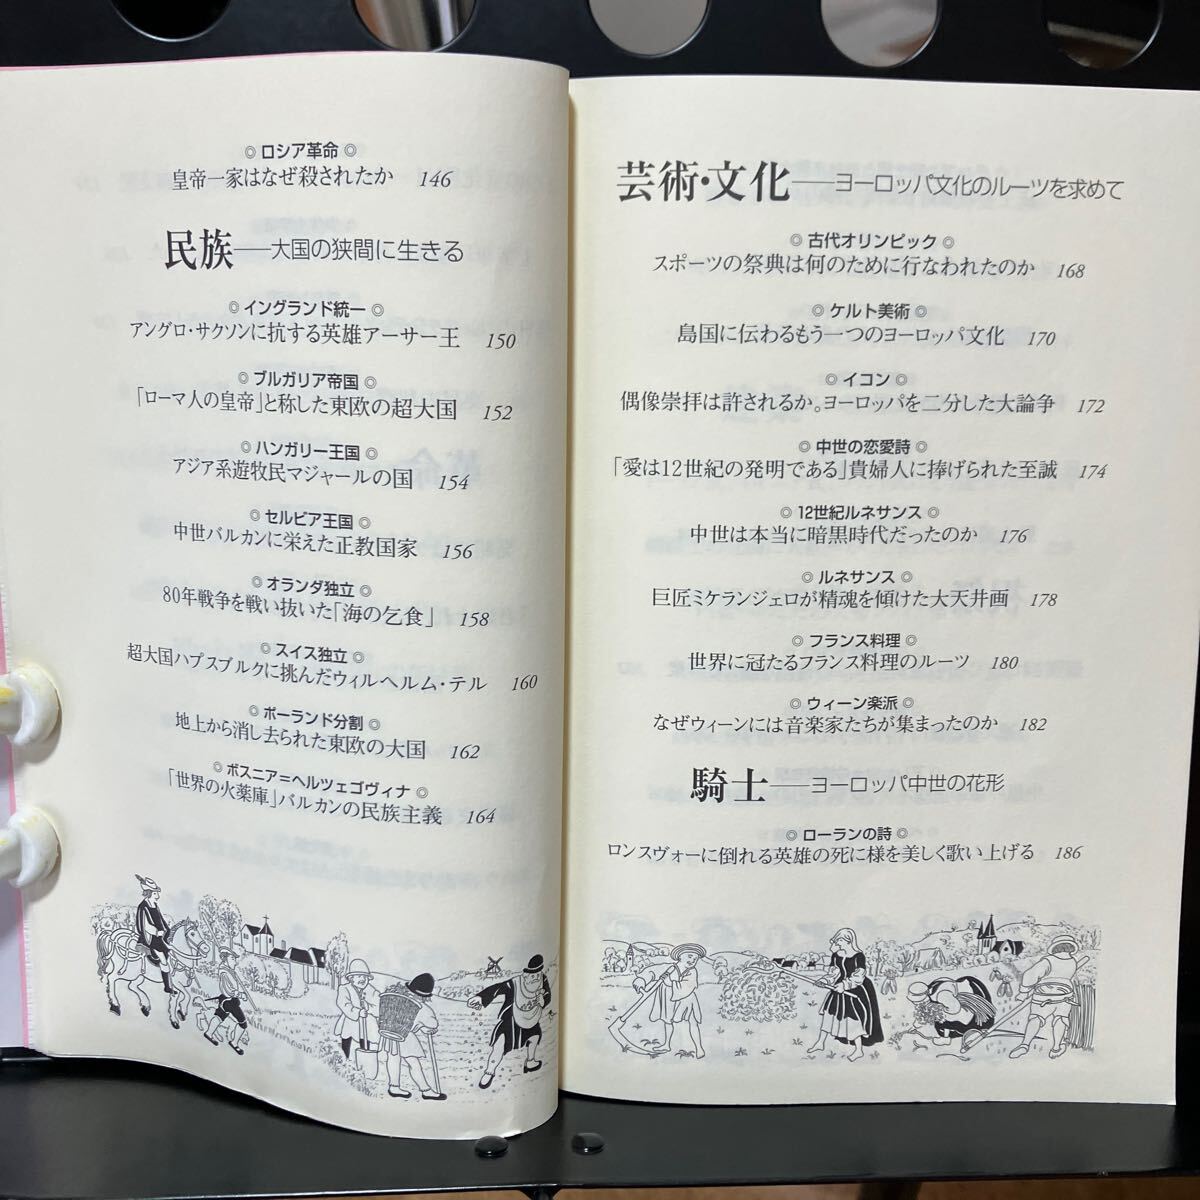 ◎ロシア革命◎
皇帝一家はなぜ殺されたか 146
民族——大国の狭間に生きる
◎イングランド統一◎
アングロ・サクソンに抗する英雄アーサー王 150
◎ブルガリア帝国◎
「ローマ人の皇帝」と称した東欧の超大国 152
◎ハンガリー王国◎
アジア系遊牧民マジャールの国 154
◎セルビア王国◎
中世バルカンに栄えた正教国家 156
◎オランダ独立◎
80年戦争を戦い抜いた「海の乞食」 158
◎スイス独立◎
超大国ハプスブルクに挑んだウィルヘルム・テル 160
◎ポーランド分割◎
地上から消し去られた東欧の大国 162
◎ボスニア=ヘルツェゴヴィナ◎
「世界の火薬庫」バルカンの民族主義 164
芸術・文化——ヨーロッパ文化のルーツを求めて
◎古代オリンピック◎
スポーツの祭典は何のために行なわれたのか 168
◎ケルト美術◎
島国に伝わるもう一つのヨーロッパ文化 170
◎イコン◎
偶像崇拝は許されるか。ヨーロッパを二分した大論争 172
◎中世の恋愛詩◎
「愛は12世紀の発明である」貴婦人に捧げられた至誠 174
◎12世紀ルネサンス◎
中世は本当に暗黒時代だったのか 176
◎ルネサンス◎
巨匠ミケランジェロが精魂を傾けた大天井画 178
◎フランス料理◎
世界に冠たるフランス料理のルーツ 180
◎ウィーン楽派◎
なぜウィーンには音楽家たちが集まったのか 182
騎士——ヨーロッパ中世の花形
◎ローランの詩◎
ロンスヴォーに倒れる英雄の死に様を美しく歌い上げる 186